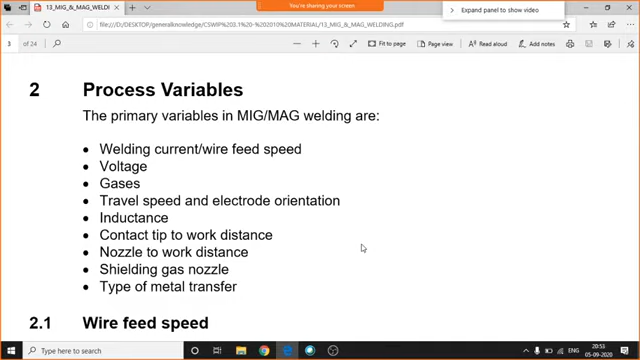 13_MIG_&_MAG_WELDING.pdf
You're sharing your screen
Expand panel to show video
file:///D:/DESKTOP/generalknowledge/CSWIP%203.1%20-%202010%20MATERIAL/13_MIG_&_MAG_WELDING.pdf
3 of 24
Fit to page
Page view
Read aloud
Add notes
2 Process Variables
The primary variables in MIG/MAG welding are:
• Welding current/wire feed speed
• Voltage
• Gases
• Travel speed and electrode orientation
• Inductance
• Contact tip to work distance
• Nozzle to work distance
• Shielding gas nozzle
• Type of metal transfer
2.1 Wire feed speed
Type here to search
ENG
20:53
05-09-2020